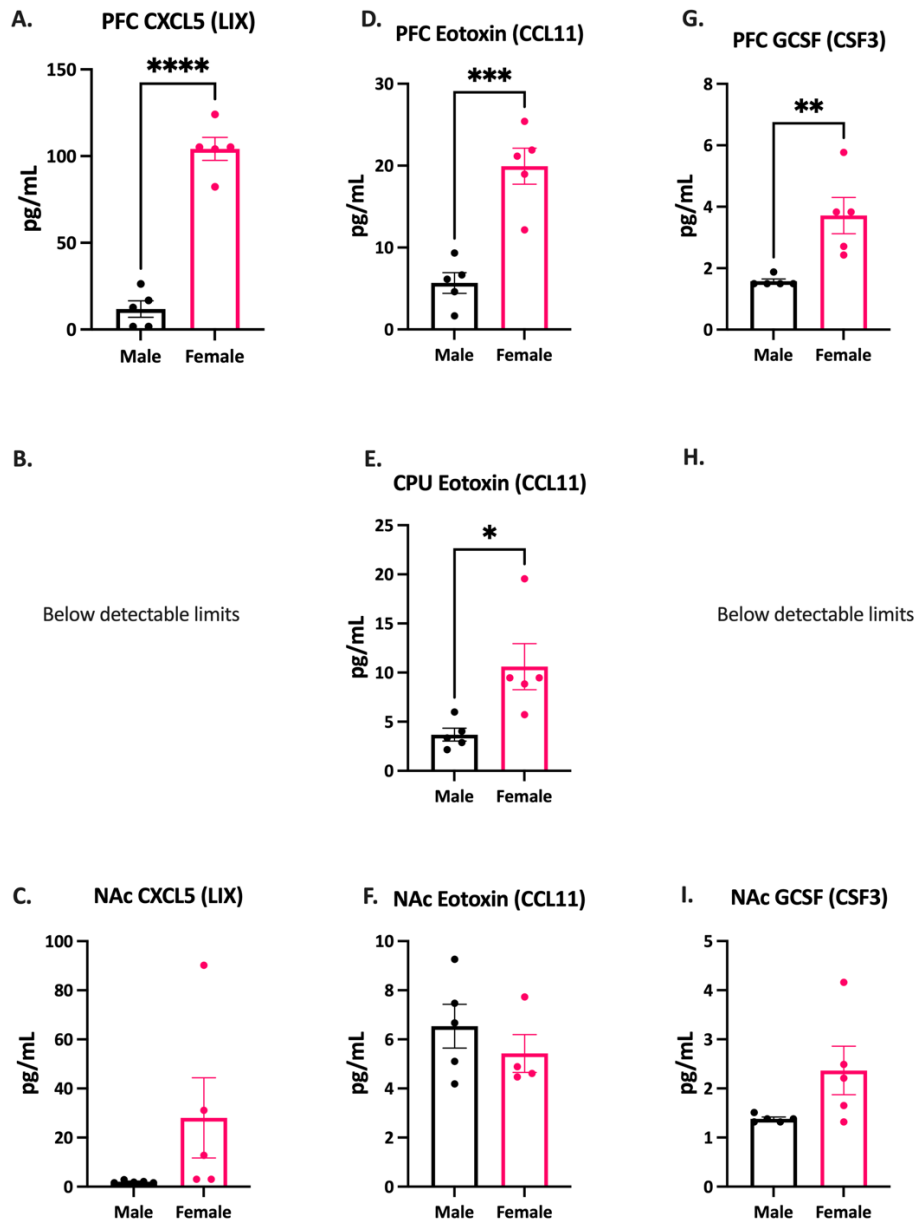 A.
PFC CXCL5 (LIX)
****
150
100
50
0
pg/mL
Male Female
D.
PFC Eotoxin (CCL11)
***
30
20
10
0
pg/mL
Male Female
G.
PFC GCSF (CSF3)
**
8
6
4
2
0
pg/mL
Male Female
B.
Below detectable limits
E.
CPU Eotoxin (CCL11)
*
25
20
15
10
5
0
pg/mL
Male Female
H.
Below detectable limits
C.
NAc CXCL5 (LIX)
100
80
60
40
20
0
pg/mL
Male Female
F.
NAc Eotoxin (CCL11)
10
8
6
4
2
0
pg/mL
Male Female
I.
NAc GCSF (CSF3)
5
4
3
2
1
0
pg/mL
Male Female